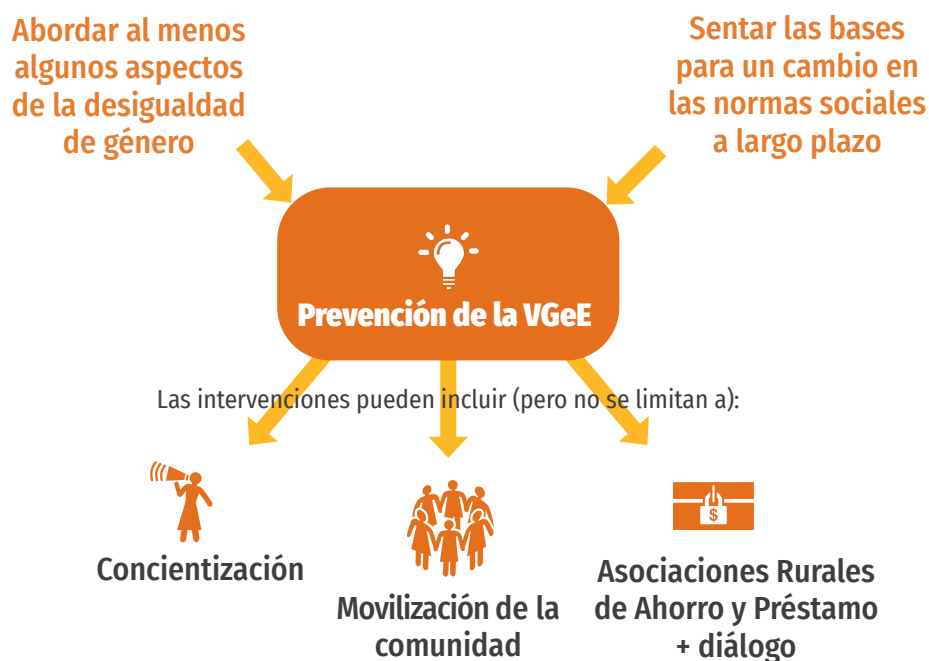 Abordar al menos
algunos aspectos
de la desigualdad
de género
Sentar las bases
para un cambio en
las normas sociales
a largo plazo
Prevención de la VGeE
Las intervenciones pueden incluir (pero no se limitan a):
Concientización
Movilización de la
comunidad
$
Asociaciones Rurales
de Ahorro y Préstamo
+ diálogo